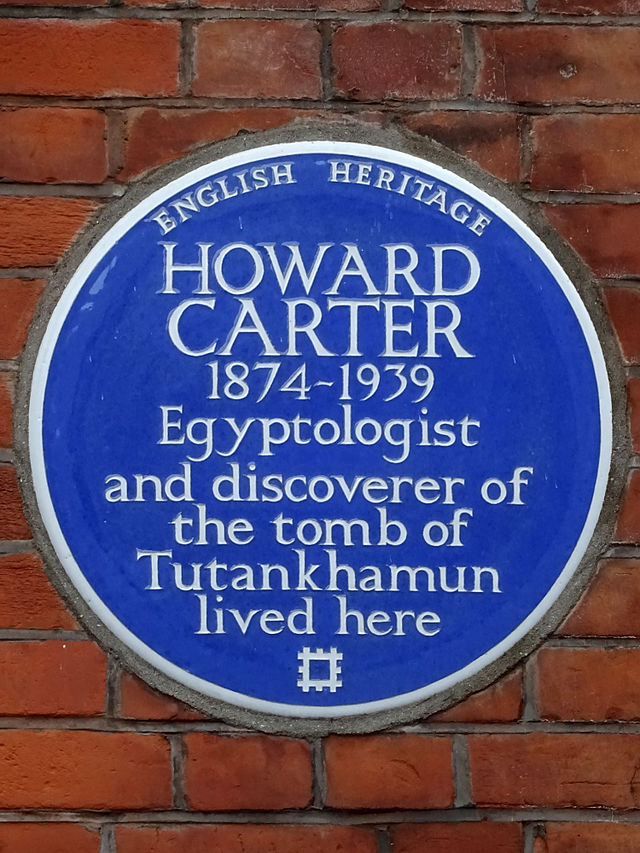 ENGLISH HERITAGE
HOWARD
CARTER
1874-1939
Egyptologist
and discoverer of
the tomb of
Tutankhamun
lived here